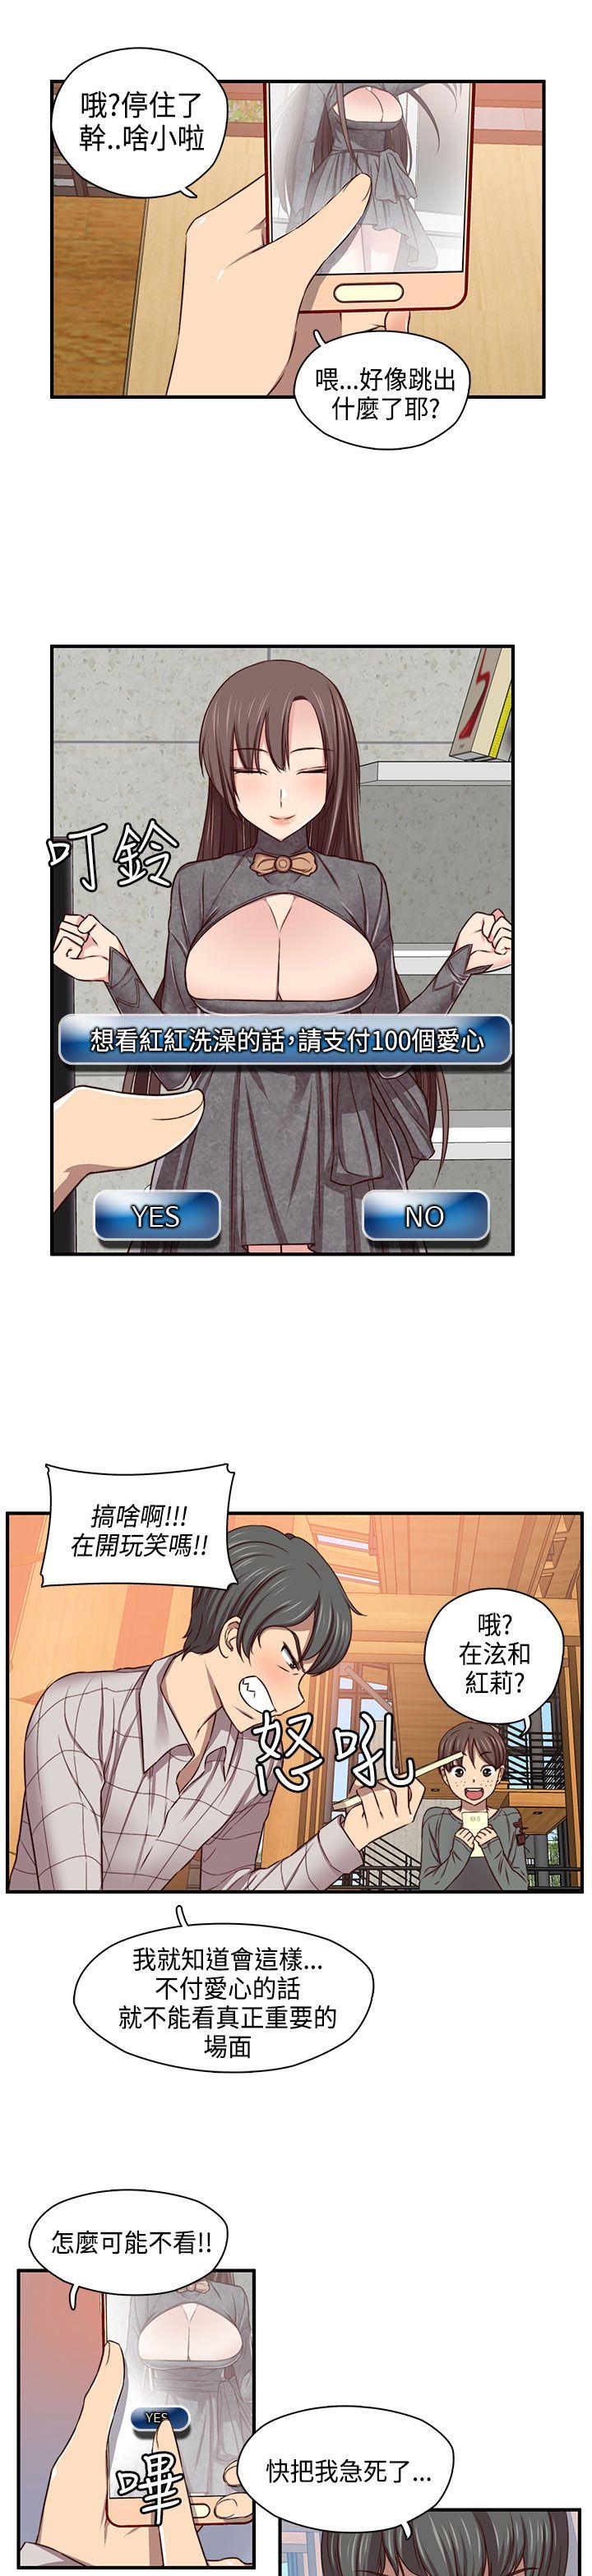 哦?停住了
幹..啥小啦
喂...好像跳出
什麼了耶?
叮鈴
想看紅紅洗澡的話,請支付100個愛心
YES
NO
搞啥啊!!!
在開玩笑嗎!!
哦?
在泫和
紅莉?
怒吼
我就知道會這樣...
不付愛心的話
就不能看真正重要的
場面
怎麼可能不看!!
YES
嗶
快把我急死了...